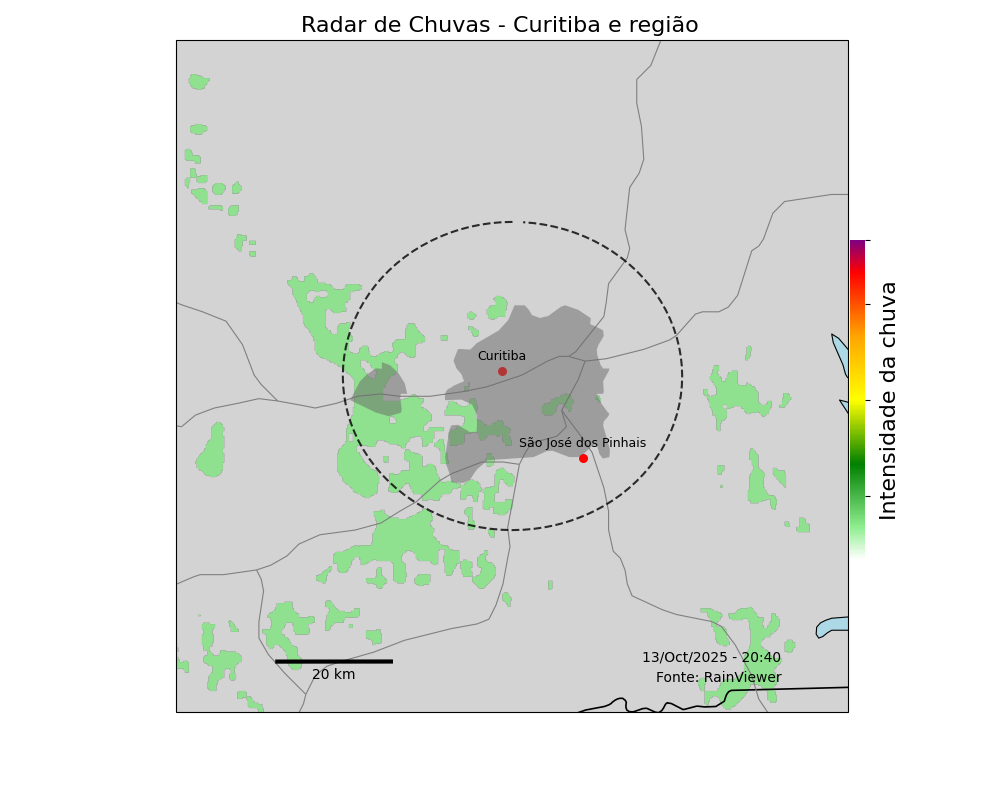 Radar de Chuvas - Curitiba e região
Curitiba
São José dos Pinhais
Intensidade da chuva
13/Oct/2025 - 20:40
Fonte: RainViewer
20 km